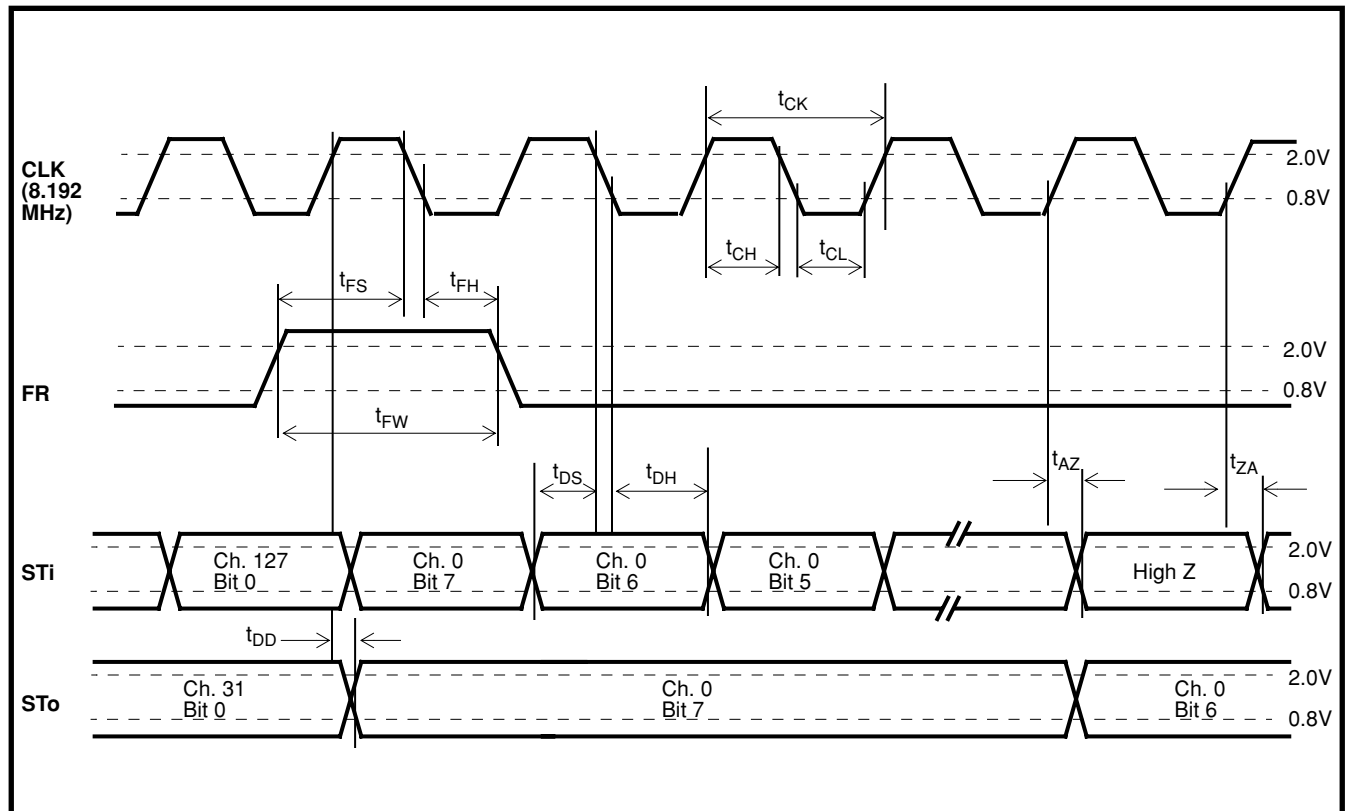 tCK
CLK
(8.192
MHz)
2.0V
0.8V
tCH
tCL
tFS
tFH
FR
2.0V
0.8V
tFW
tDS
tDH
tAZ
tZA
STi
Ch. 127
Bit 0
Ch. 0
Bit 7
Ch. 0
Bit 6
Ch. 0
Bit 5
High Z
2.0V
0.8V
tDD
STo
Ch. 31
Bit 0
Ch. 0
Bit 7
Ch. 0
Bit 6
2.0V
0.8V